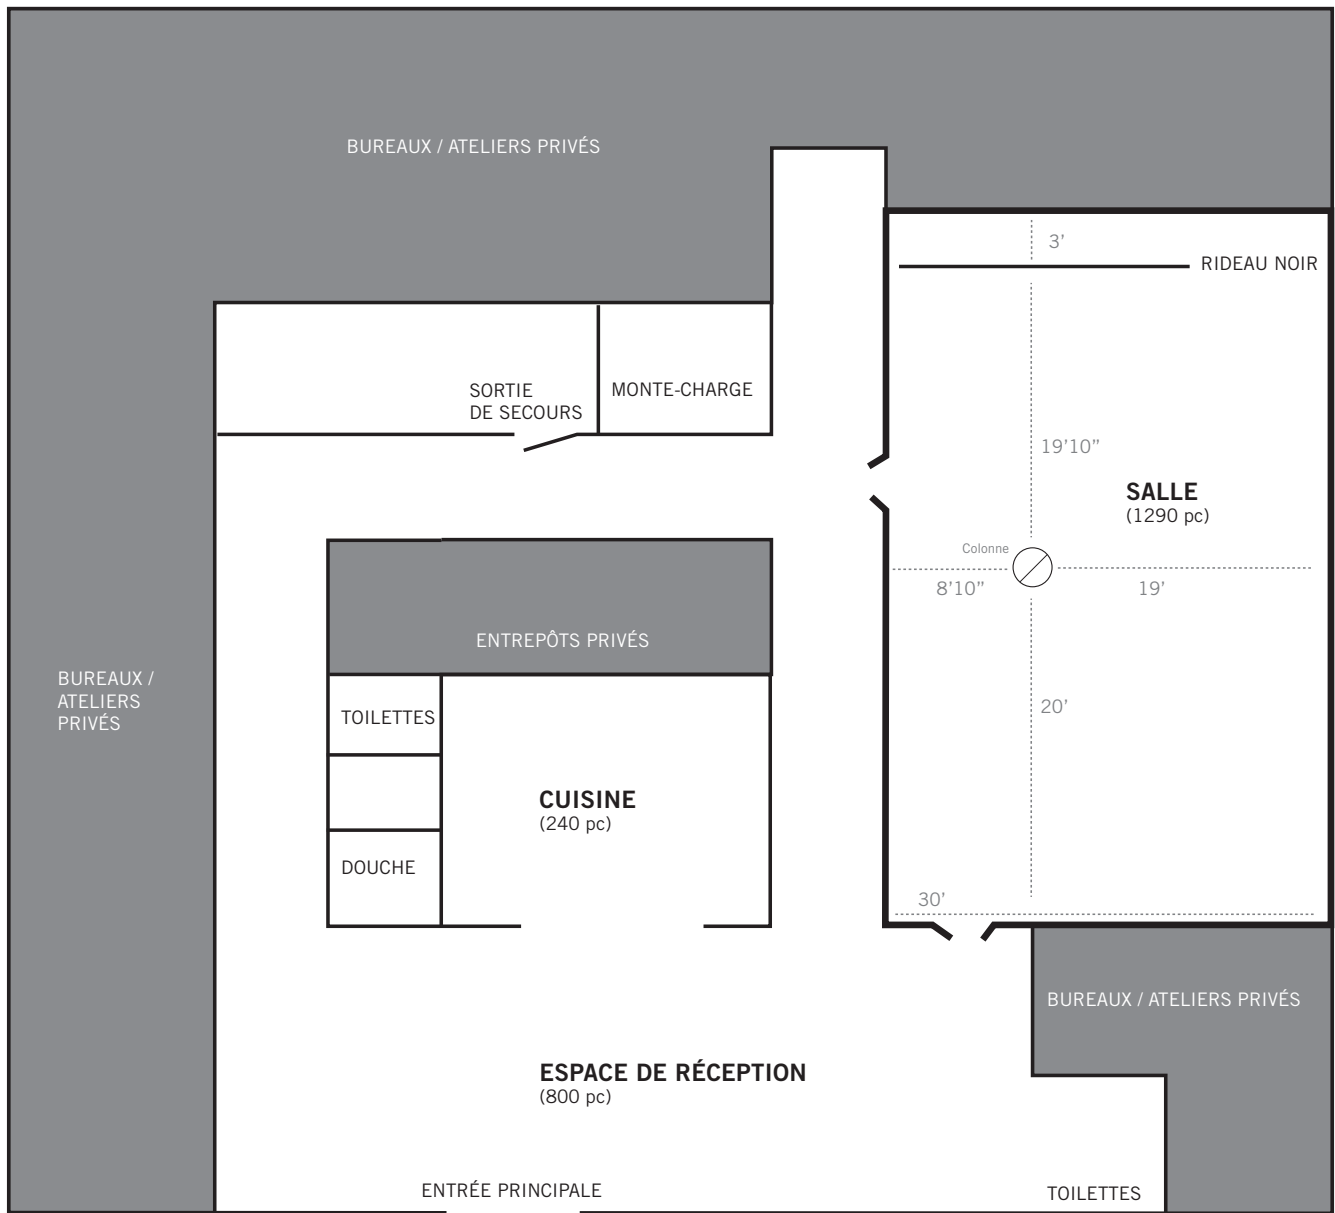 BUREAUX / ATELIERS PRIVÉS
3’
RIDEAU NOIR
SORTIE
DE SECOURS
MONTE-CHARGE
19’10”
SALLE
(1290 pc)
Colonne
8’10”
19’
ENTREPÔTS PRIVÉS
BUREAUX /
ATELIERS
PRIVÉS
TOILETTES
20’
CUISINE
(240 pc)
DOUCHE
30’
BUREAUX / ATELIERS PRIVÉS
ESPACE DE RÉCEPTION
(800 pc)
ENTRÉE PRINCIPALE
TOILETTES